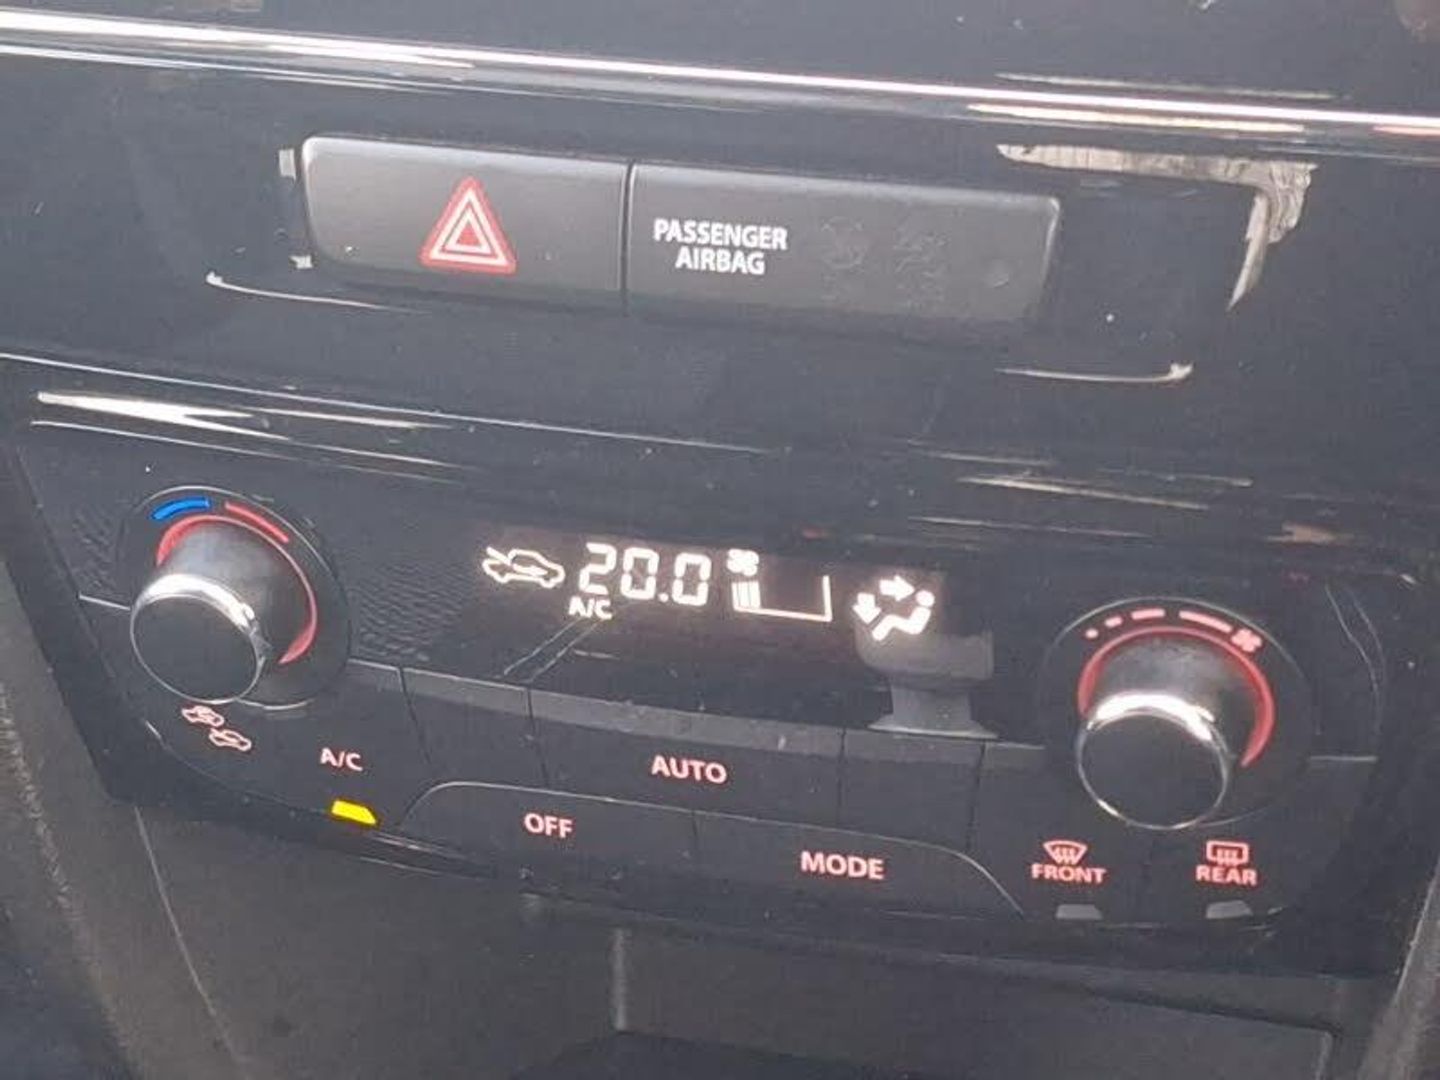 PASSENGER
AIRBAG
20.0
A/C
A/C
AUTO
OFF
MODE
FRONT
REAR